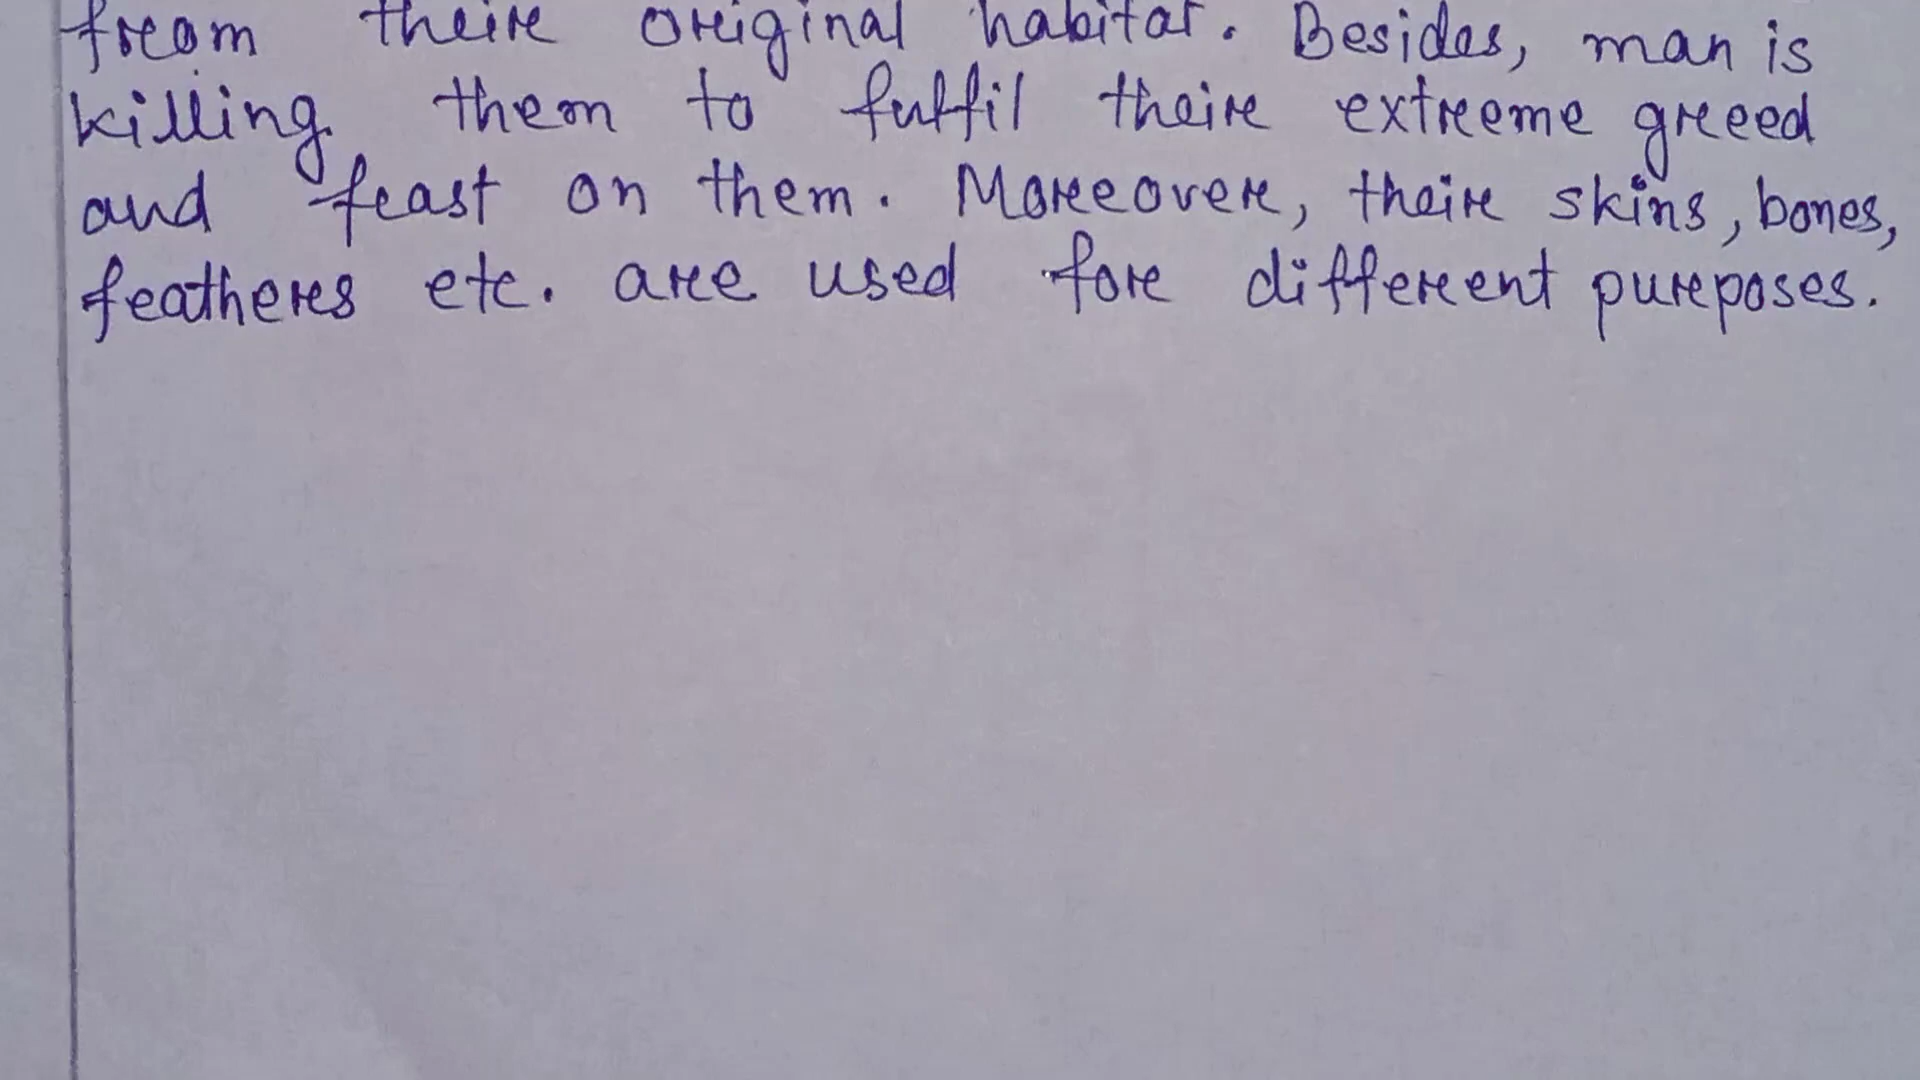 from their original habitat. Besides, man is
killing them to fulfil their extreme greed
and feast on them. Moreover, their skins, bones,
feathers etc. are used for different purposes.